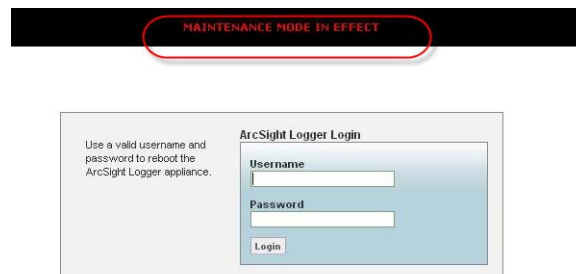 MAINTENANCE MODE IN EFFECT
Use a valid username and
password to reboot the
ArcSight Logger appliance.
ArcSight Logger Login
Username
Password
Login